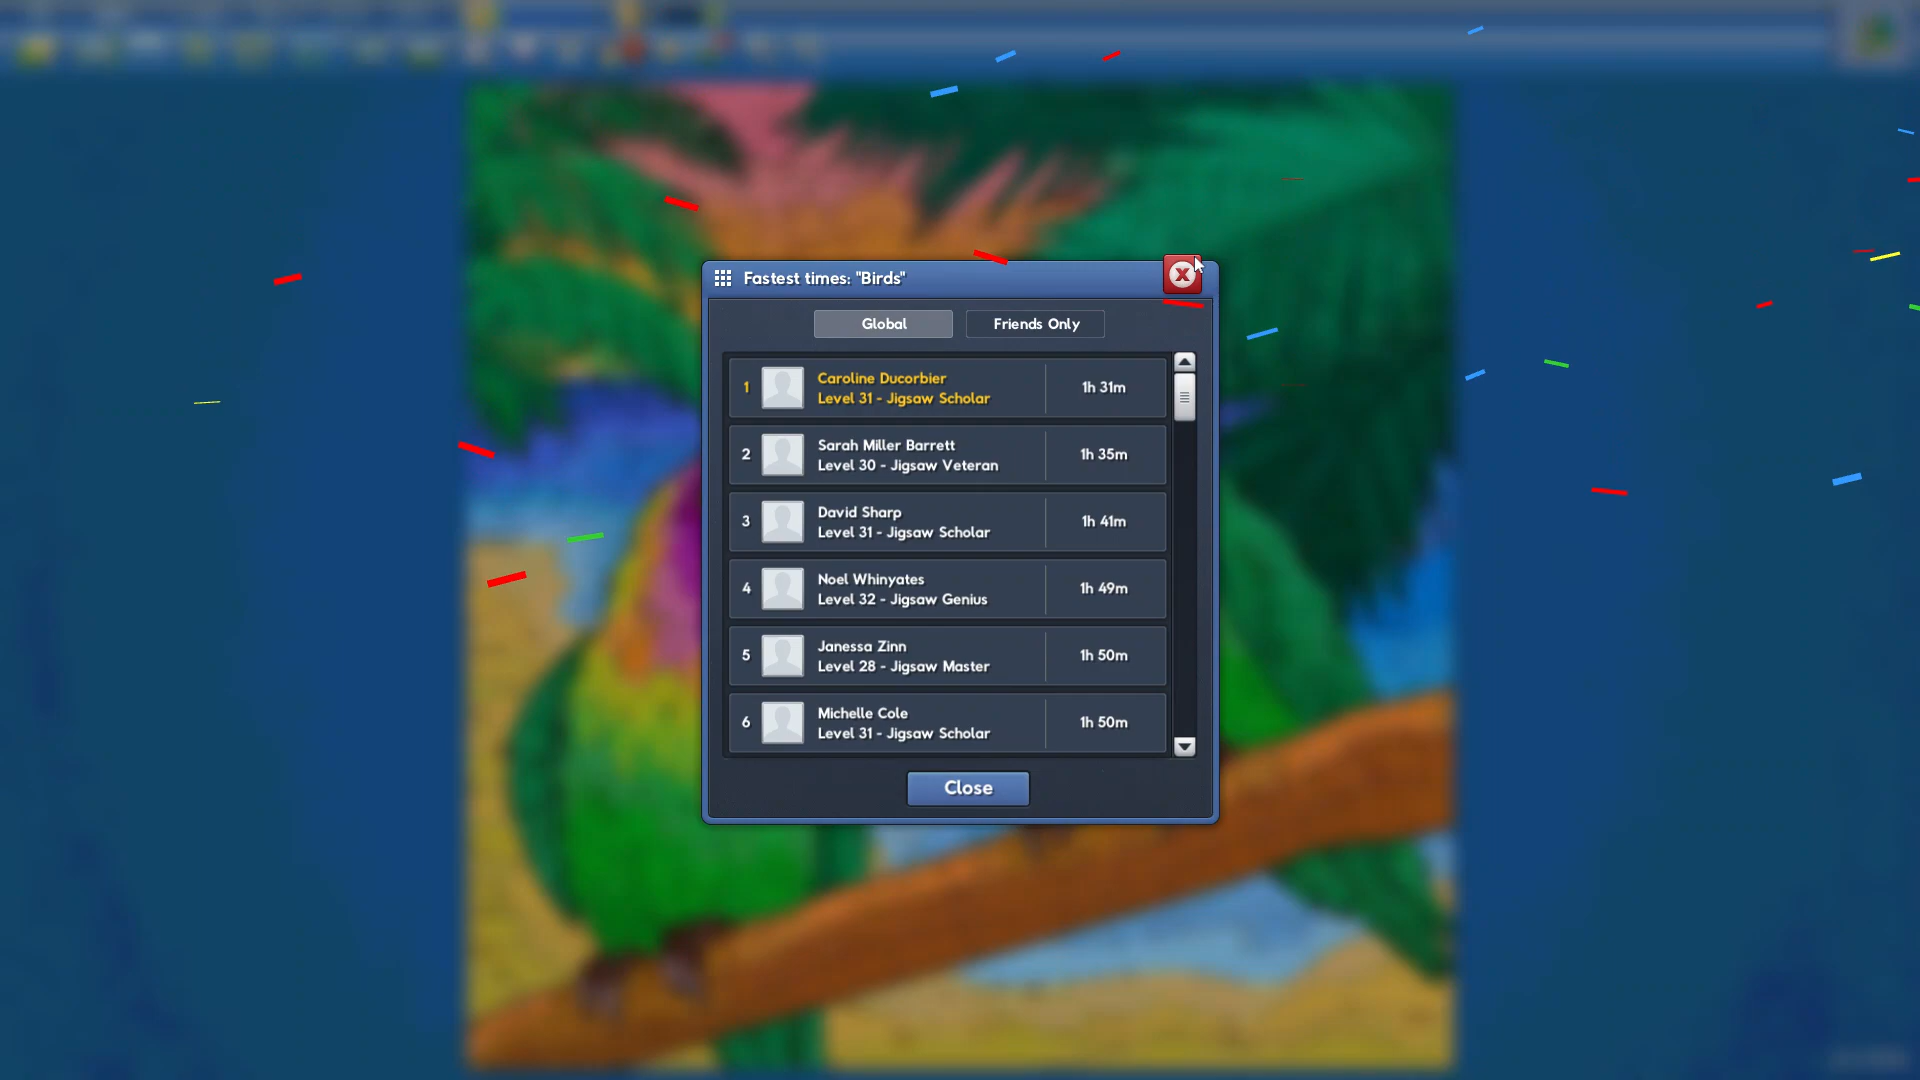 Fastest times: "Birds"
Global
Friends Only
1
Caroline Ducorbier
Level 31 - Jigsaw Scholar
1h 31m
2
Sarah Miller Barrett
Level 30 - Jigsaw Veteran
1h 35m
3
David Sharp
Level 31 - Jigsaw Scholar
1h 41m
4
Noel Whinyates
Level 32 - Jigsaw Genius
1h 49m
5
Janessa Zinn
Level 28 - Jigsaw Master
1h 50m
6
Michelle Cole
Level 31 - Jigsaw Scholar
1h 50m
Close